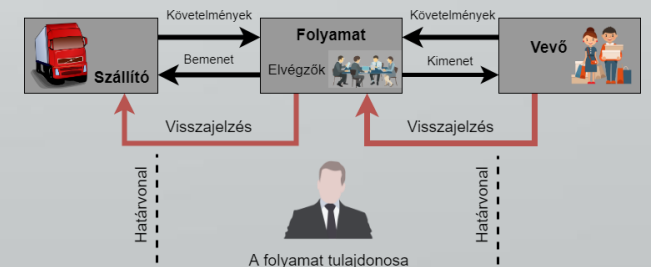 Követelmények
Követelmények
Folyamat
Vevő
Bemenet
Kimenet
Szállító
Elvégzők
Visszajelzés
Visszajelzés
Határvonal
Határvonal
A folyamat tulajdonosa